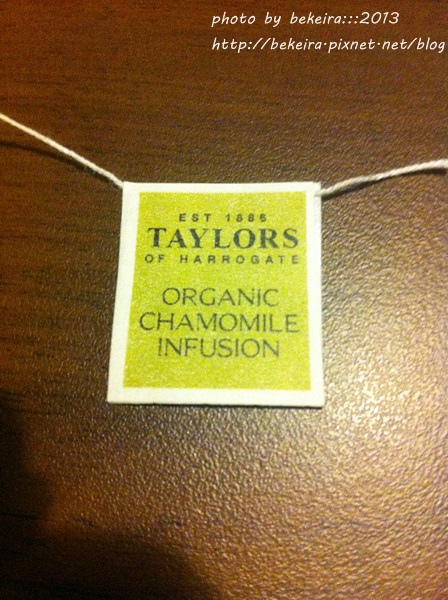 photo by bekeira:::2013
http://bekeira.pixnet.net/blog
EST 1886
TAYLORS
OF HARROGATE
ORGANIC
CHAMOMILE
INFUSION